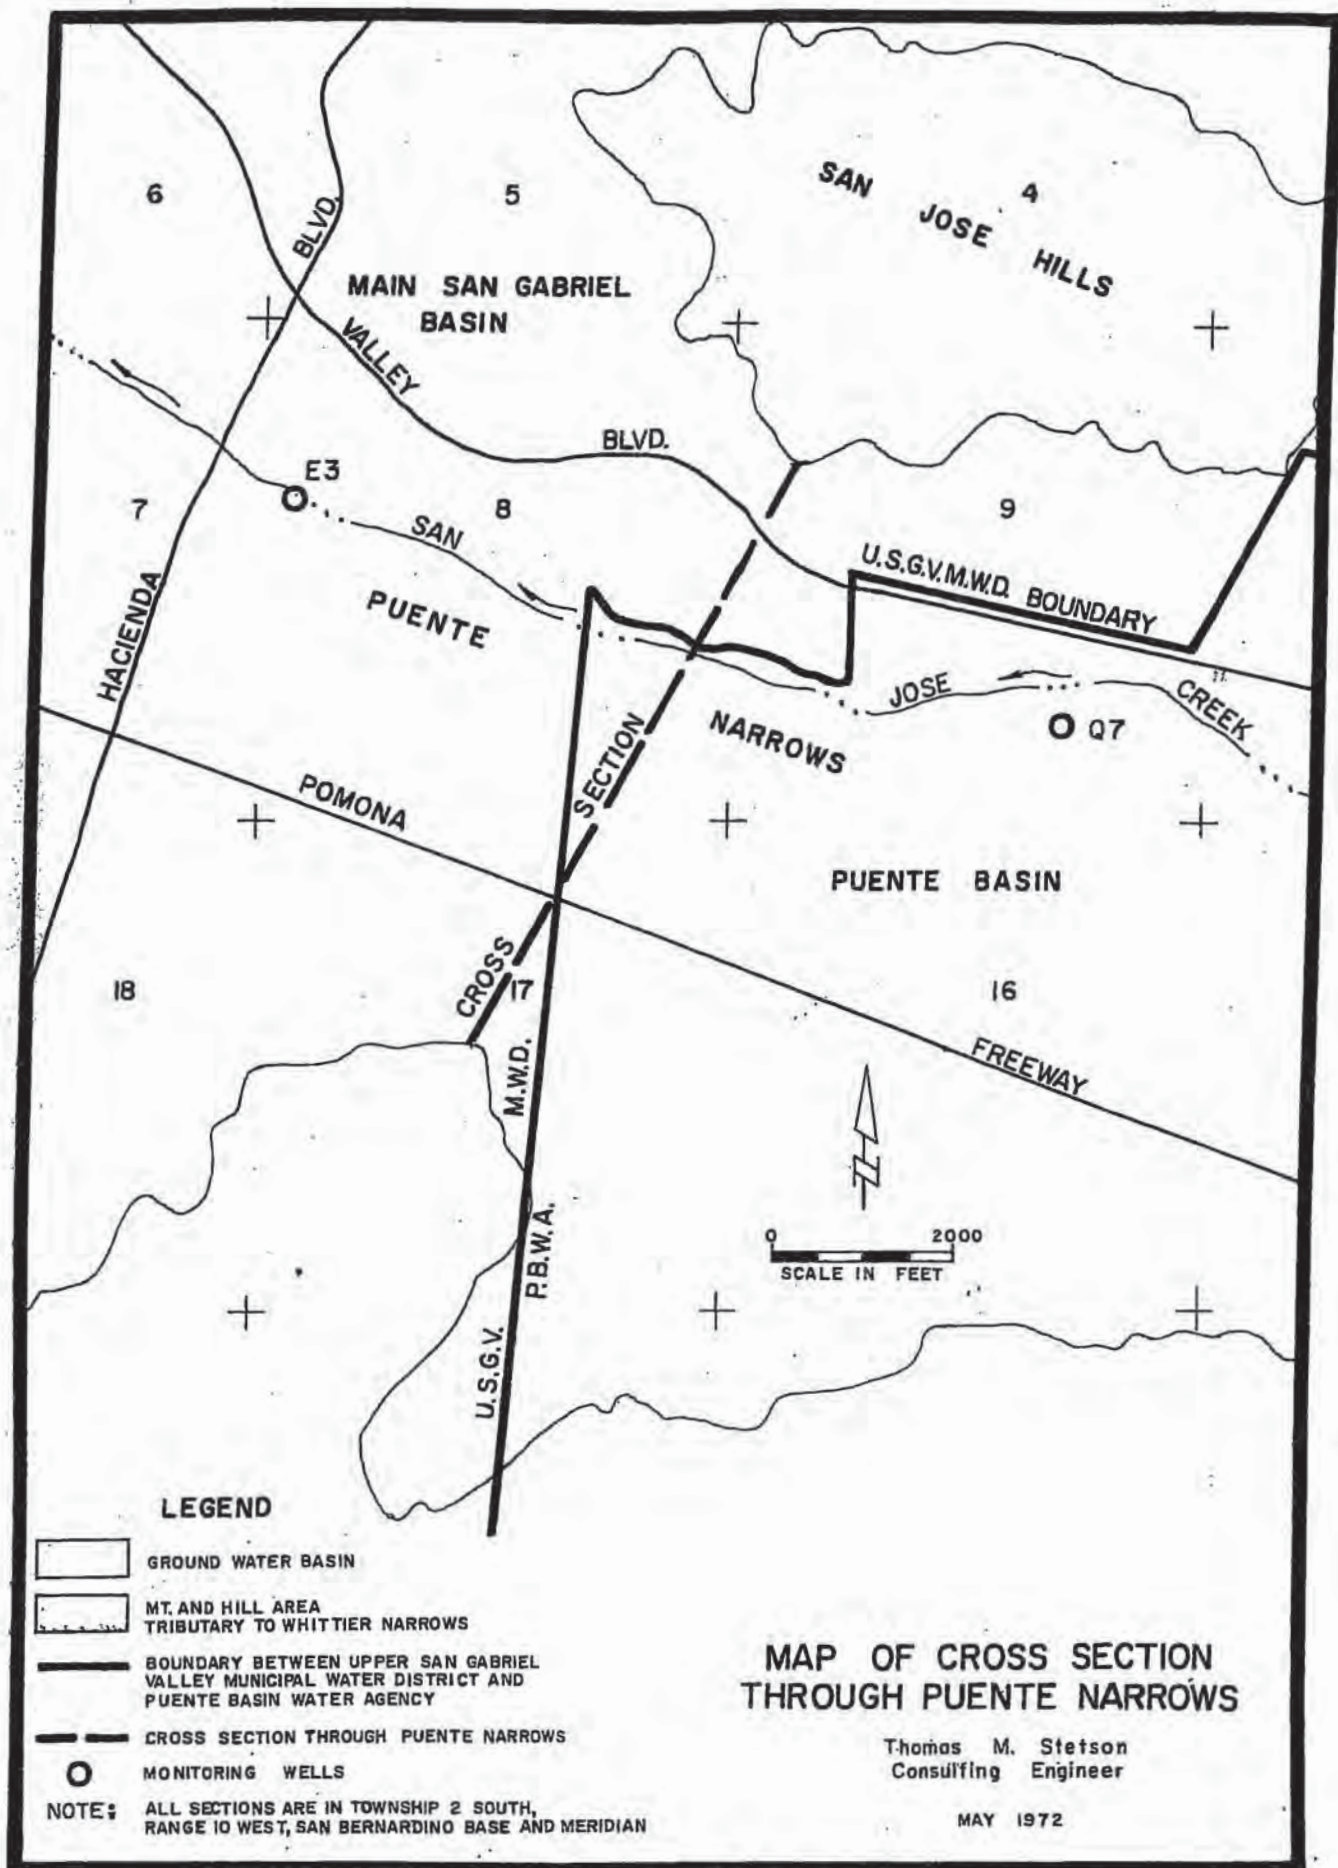 6
5
4
SAN JOSE HILLS
BLVD.
MAIN SAN GABRIEL
BASIN
VALLEY
BLVD.
E3
7
8
9
SAN
U.S.G.V.M.W.D. BOUNDARY
PUENTE
HACIENDA
JOSE
CREEK
NARROWS
Q7
SECTION
POMONA
PUENTE BASIN
CROSS
18
17
16
FREEWAY
M.W.D.
P.B.W.A.
U.S.G.V.
0 2000
SCALE IN FEET
LEGEND
GROUND WATER BASIN
MT. AND HILL AREA
TRIBUTARY TO WHITTIER NARROWS
BOUNDARY BETWEEN UPPER SAN GABRIEL
VALLEY MUNICIPAL WATER DISTRICT AND
PUENTE BASIN WATER AGENCY
CROSS SECTION THROUGH PUENTE NARROWS
MONITORING WELLS
NOTE: ALL SECTIONS ARE IN TOWNSHIP 2 SOUTH,
RANGE 10 WEST, SAN BERNARDINO BASE AND MERIDIAN
MAP OF CROSS SECTION
THROUGH PUENTE NARROWS
Thomas M. Stetson
Consulting Engineer
MAY 1972